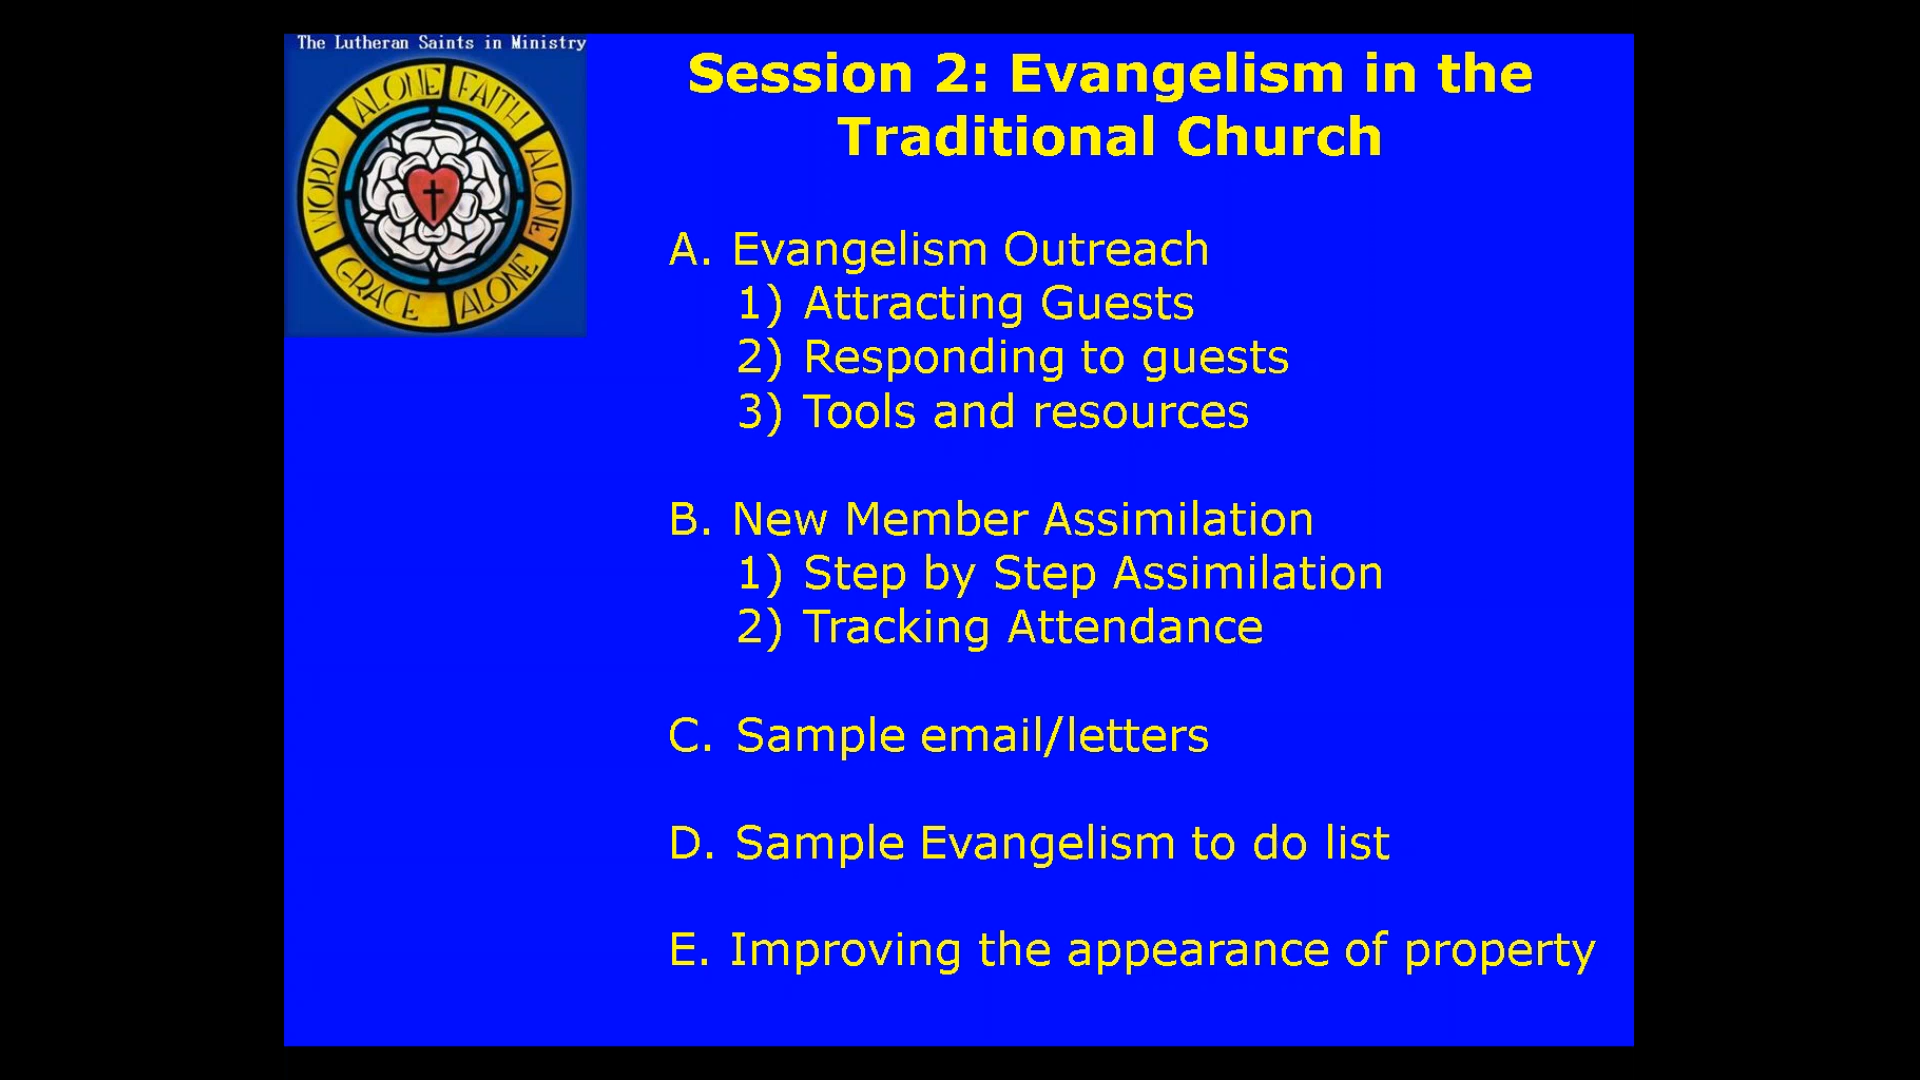 The Lutheran Saints in Ministry
WORD ALONE FAITH ALONE GRACE ALONE
Session 2: Evangelism in the
Traditional Church
A. Evangelism Outreach
1) Attracting Guests
2) Responding to guests
3) Tools and resources
B. New Member Assimilation
1) Step by Step Assimilation
2) Tracking Attendance
C. Sample email/letters
D. Sample Evangelism to do list
E. Improving the appearance of property